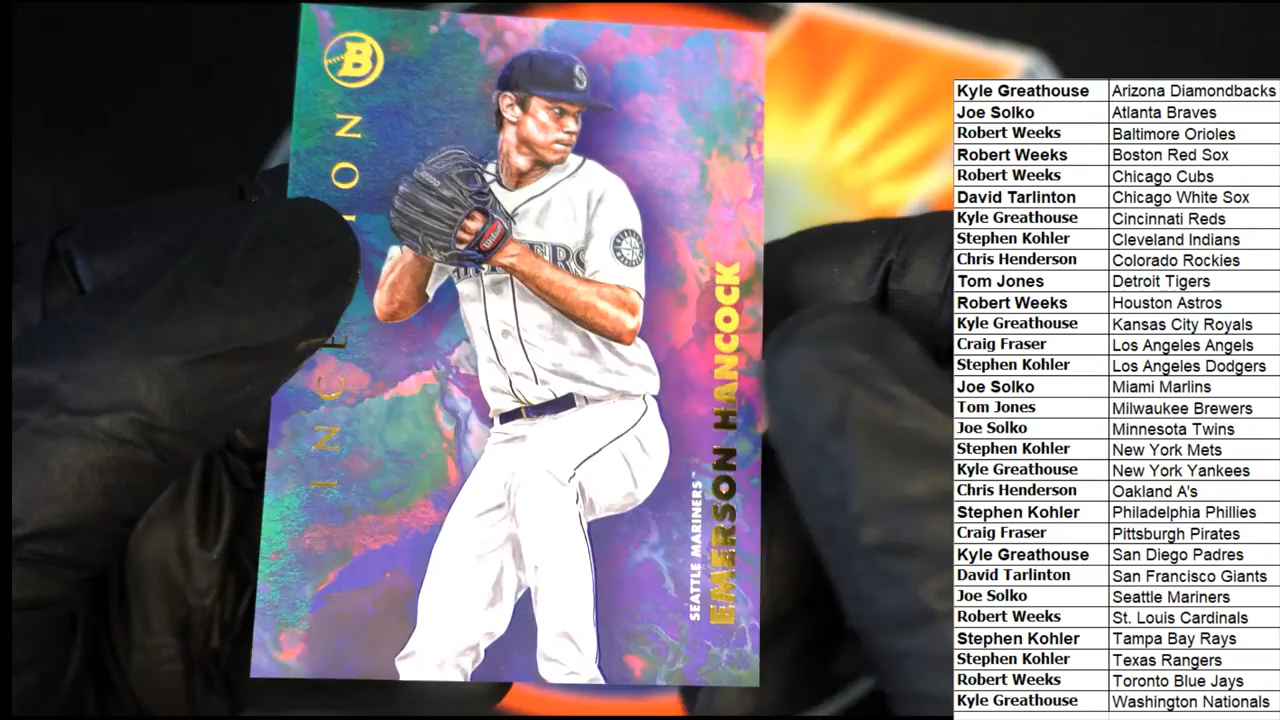 B
INCE ION
S
Wilson
SEATTLE MARINERS™
EMERSON HANCOCK
Kyle Greathouse Arizona Diamondbacks
Joe Solko Atlanta Braves
Robert Weeks Baltimore Orioles
Robert Weeks Boston Red Sox
Robert Weeks Chicago Cubs
David Tarlinton Chicago White Sox
Kyle Greathouse Cincinnati Reds
Stephen Kohler Cleveland Indians
Chris Henderson Colorado Rockies
Tom Jones Detroit Tigers
Robert Weeks Houston Astros
Kyle Greathouse Kansas City Royals
Craig Fraser Los Angeles Angels
Stephen Kohler Los Angeles Dodgers
Joe Solko Miami Marlins
Tom Jones Milwaukee Brewers
Joe Solko Minnesota Twins
Stephen Kohler New York Mets
Kyle Greathouse New York Yankees
Chris Henderson Oakland A's
Stephen Kohler Philadelphia Phillies
Craig Fraser Pittsburgh Pirates
Kyle Greathouse San Diego Padres
David Tarlinton San Francisco Giants
Joe Solko Seattle Mariners
Robert Weeks St. Louis Cardinals
Stephen Kohler Tampa Bay Rays
Stephen Kohler Texas Rangers
Robert Weeks Toronto Blue Jays
Kyle Greathouse Washington Nationals